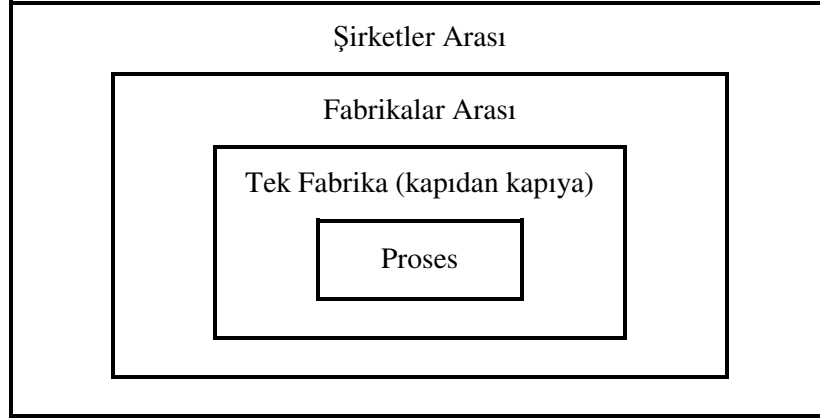 Şirketler Arası
Fabrikalar Arası
Tek Fabrika (kapıdan kapıya)
Proses